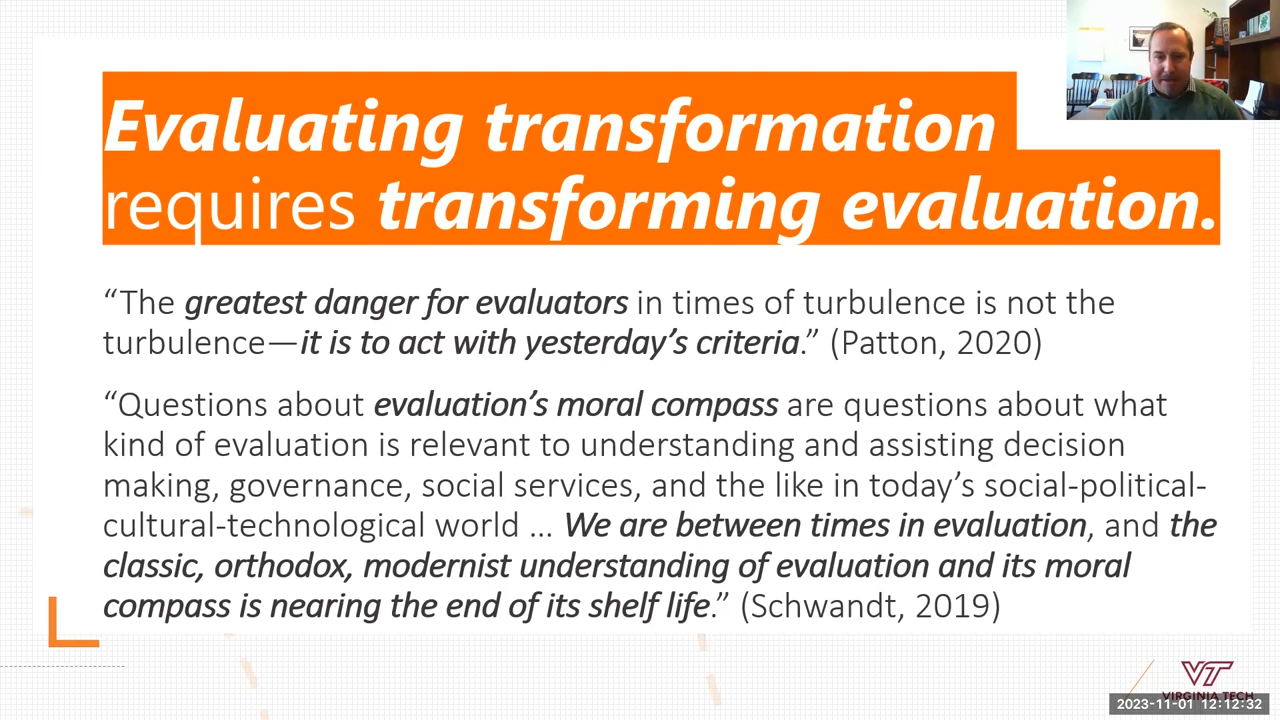 Evaluating transformation
requires transforming evaluation.
“The greatest danger for evaluators in times of turbulence is not the
turbulence—it is to act with yesterday’s criteria.” (Patton, 2020)
“Questions about evaluation’s moral compass are questions about what
kind of evaluation is relevant to understanding and assisting decision
making, governance, social services, and the like in today’s social-political-
cultural-technological world ... We are between times in evaluation, and the
classic, orthodox, modernist understanding of evaluation and its moral
compass is nearing the end of its shelf life.” (Schwandt, 2019)
VT
VIRGINIA TECH
2023-11-01 12:12:32